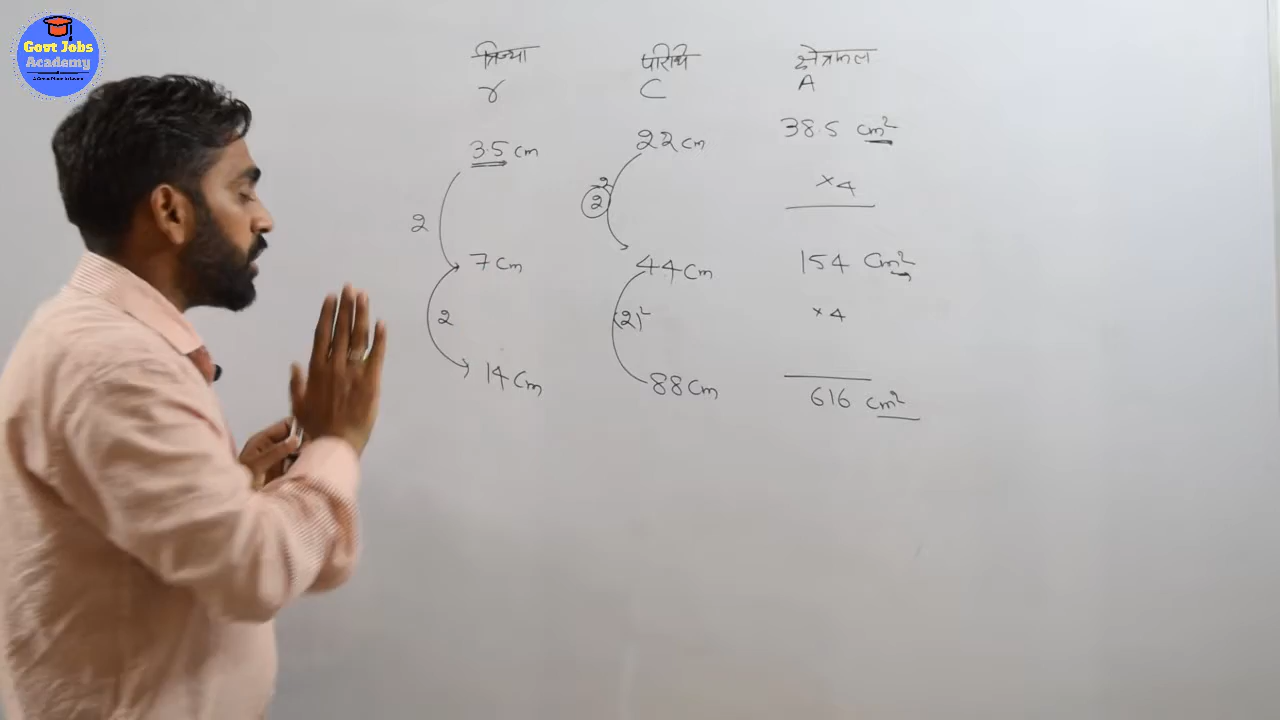 Govt Jobs
Academy
त्रिज्या परिधि क्षेत्रफल
r C A
3.5 cm 22 cm 38.5 cm²
2 2² ×4
7 cm 44 cm 154 cm²
2 (2)² ×4
14 cm 88 cm 616 cm²